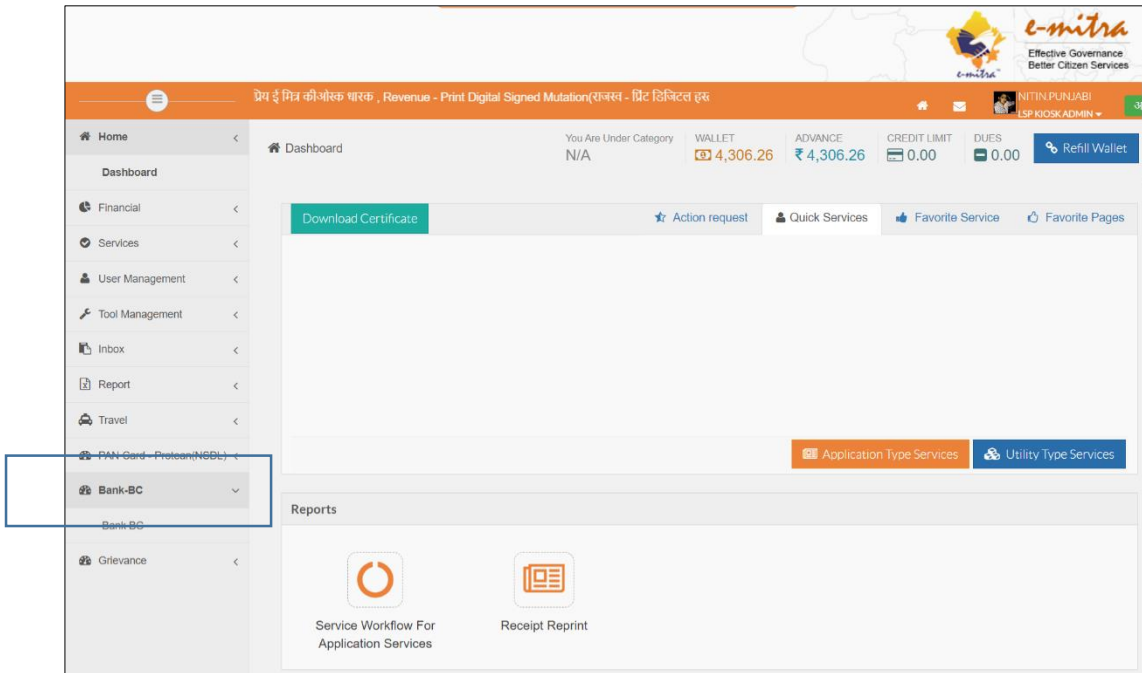 e-mitra
Effective Governance
Better Citizen Services
e-mitra
प्रिय ई मित्र कीओस्क धारक , Revenue - Print Digital Signed Mutation(राजस्व - प्रिंट डिजिटल
NITIN.PUNJABI
LSP KIOSK ADMIN
Home
Dashboard
Financial
Services
User Management
Tool Management
Inbox
Report
Travel
PAN Card - Protean(NSDL)
Bank-BC
Bank BC
Grievance
Dashboard
You Are Under Category
N/A
WALLET
4,306.26
ADVANCE
₹ 4,306.26
CREDIT LIMIT
0.00
DUES
0.00
Refill Wallet
Download Certificate
Action request
Quick Services
Favorite Service
Favorite Pages
Application Type Services
Utility Type Services
Reports
Service Workflow For
Application Services
Receipt Reprint